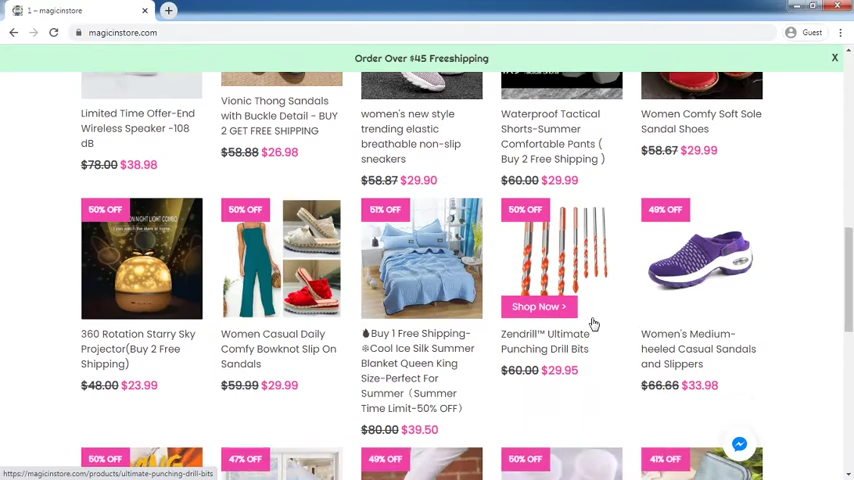 1 – magicinstore
magicinstore.com
Guest
Order Over $45 Freeshipping
X
Limited Time Offer-End
Wireless Speaker -108
dB
$78.00 $38.98
Vionic Thong Sandals
with Buckle Detail - BUY
2 GET FREE SHIPPING
$58.88 $26.98
women's new style
trending elastic
breathable non-slip
sneakers
$58.87 $29.90
Waterproof Tactical
Shorts-Summer
Comfortable Pants (
Buy 2 Free Shipping )
$60.00 $29.99
Women Comfy Soft Sole
Sandal Shoes
$58.67 $29.99
50% OFF
360 Rotation Starry Sky
Projector(Buy 2 Free
Shipping)
$48.00 $23.99
50% OFF
Women Casual Daily
Comfy Bowknot Slip On
Sandals
$59.99 $29.99
51% OFF
Buy 1 Free Shipping-
❄Cool Ice Silk Summer
Blanket Queen King
Size-Perfect For
Summer（Summer
Time Limit-50% OFF）
$80.00 $39.50
50% OFF
Shop Now >
Zendrill™ Ultimate
Punching Drill Bits
$60.00 $29.95
49% OFF
Women's Medium-
heeled Casual Sandals
and Slippers
$66.66 $33.98
50% OFF
47% OFF
49% OFF
50% OFF
41% OFF
https://magicinstore.com/products/ultimate-punching-drill-bits